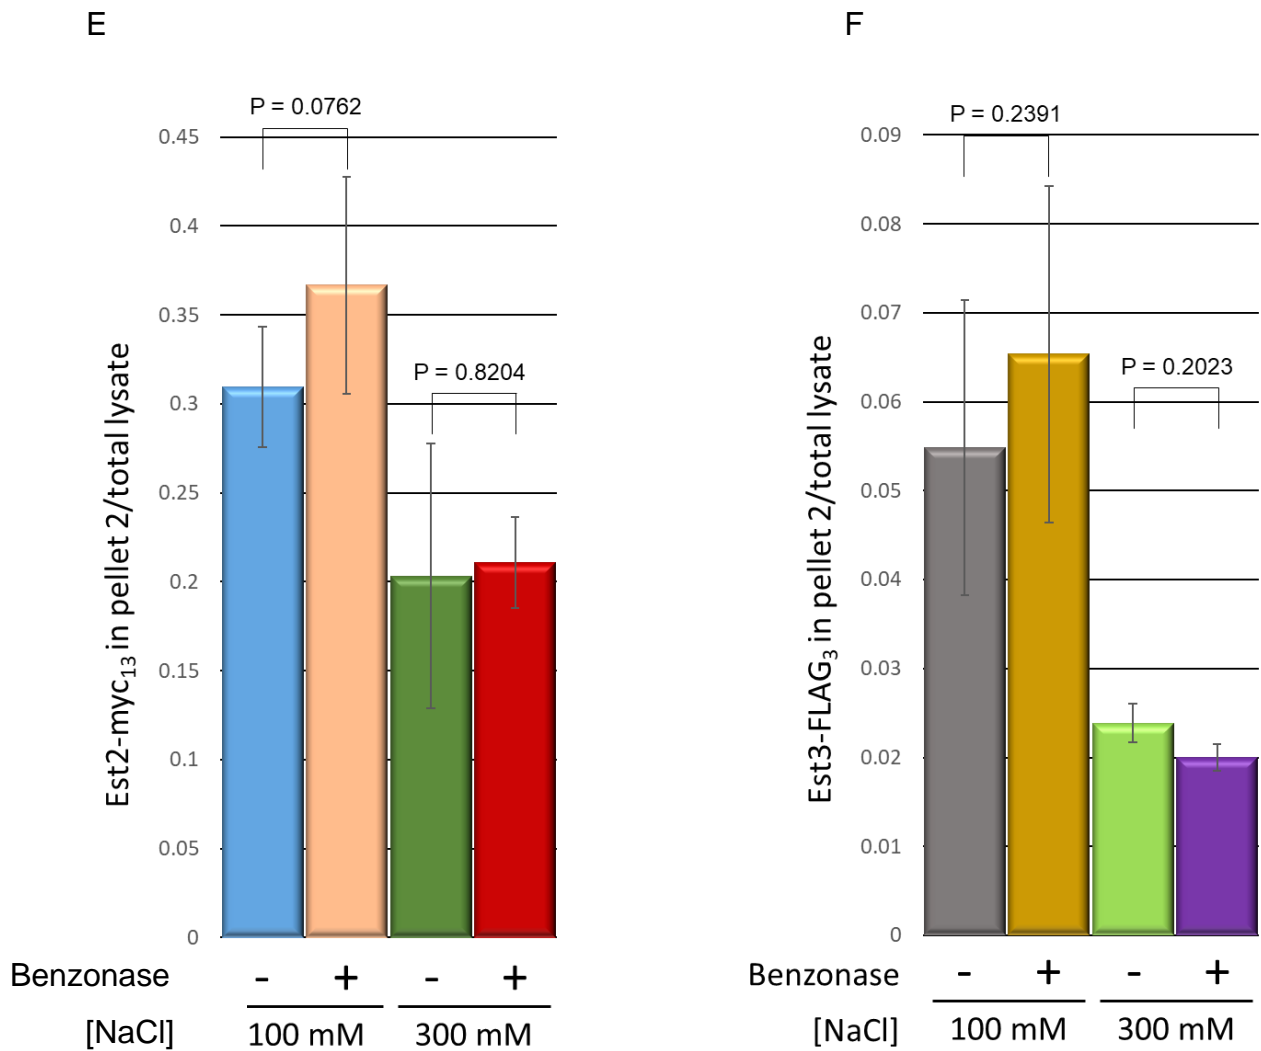 E
P = 0.0762
0.45
0.4
0.35
0.3
0.25
0.2
0.15
0.1
0.05
0
P = 0.8204
Est2-myc13 in pellet 2/total lysate
Benzonase - + - +
[NaCl] 100 mM 300 mM
F
P = 0.2391
0.09
0.08
0.07
0.06
0.05
0.04
0.03
0.02
0.01
0
P = 0.2023
Est3-FLAG3 in pellet 2/total lysate
Benzonase - + - +
[NaCl] 100 mM 300 mM